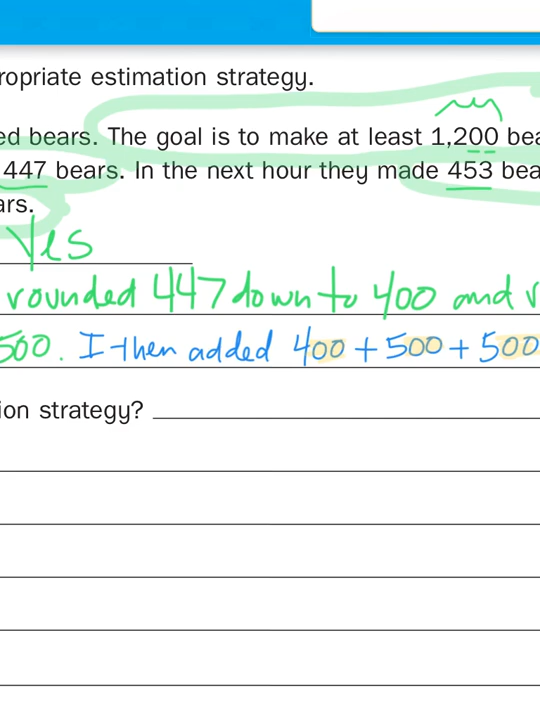 ropriate estimation strategy.
ed bears. The goal is to make at least 1,200 bea
447 bears. In the next hour they made 453 bea
ars.
Yes
rounded 447 down to 400 and r
500. I then added 400 + 500 + 500
ion strategy?